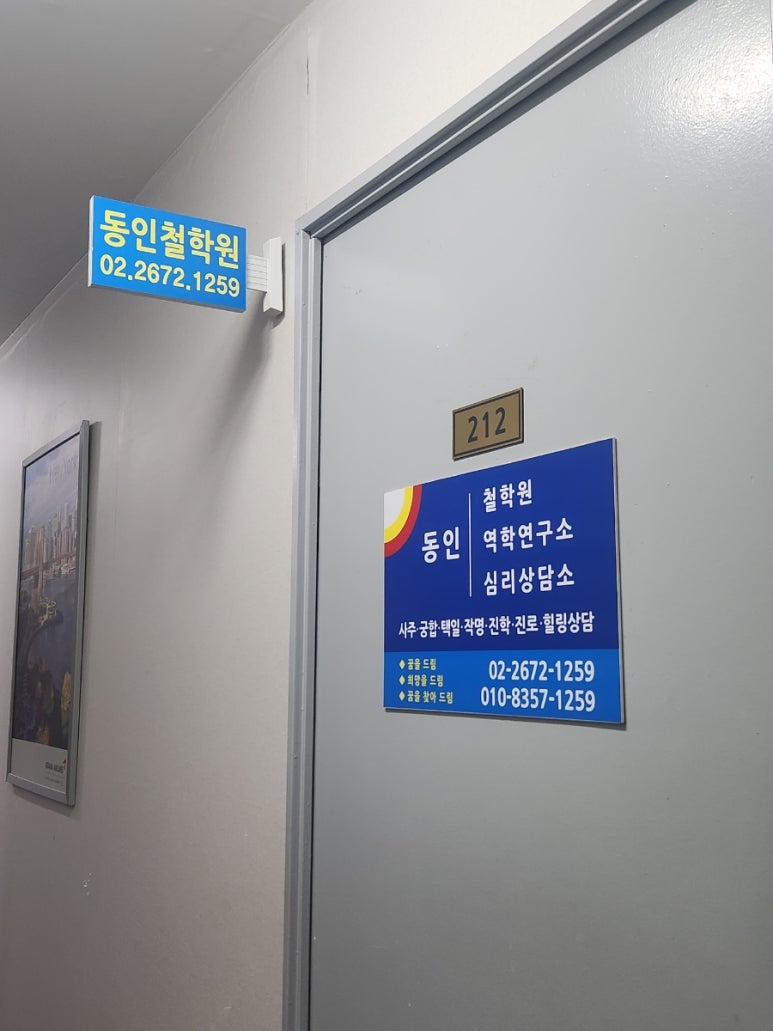 동인철학원
02.2672.1259
212
동인
철학원
역학연구소
심리상담소
사주·궁합·택일·작명·진학·진로·힐링상담
◆ 꿈을 드림
◆ 희망을 드림
◆ 꿈을 찾아 드림
02-2672-1259
010-8357-1259